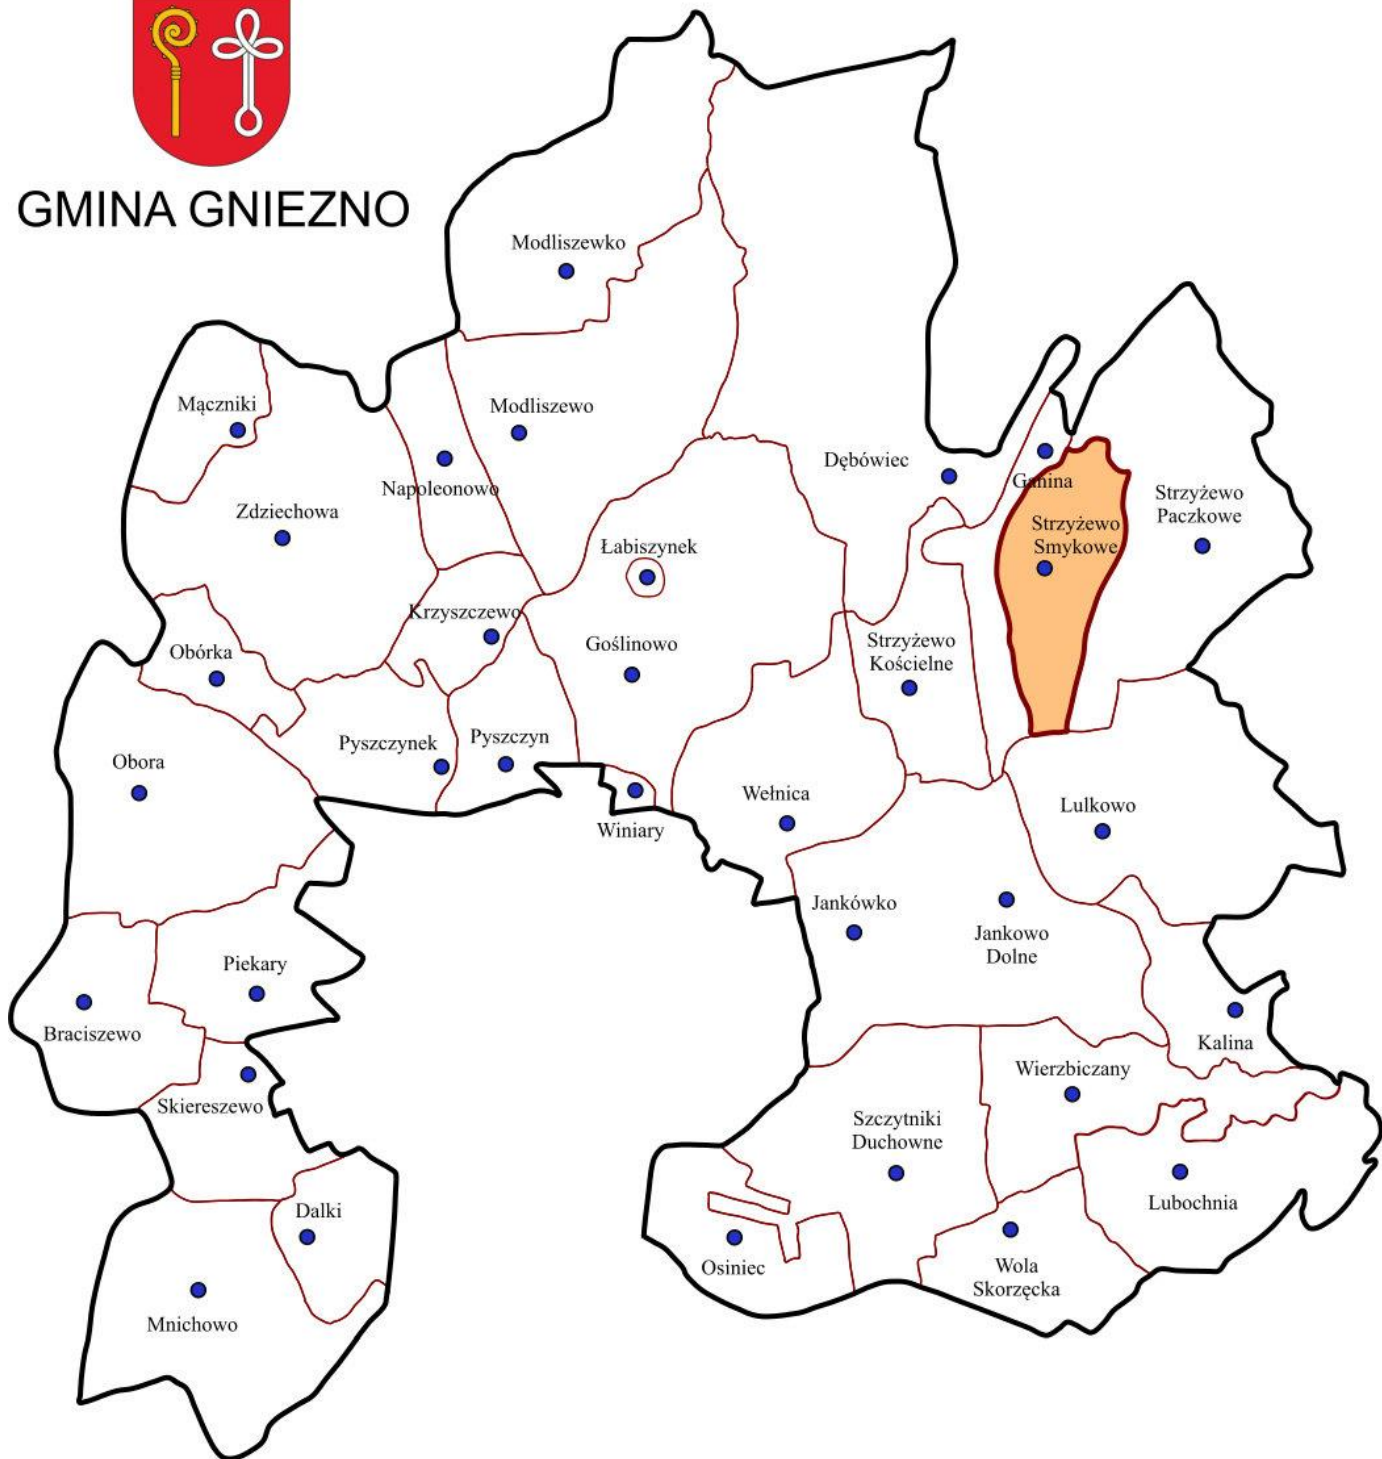 GMINA GNIEZNO
Modliszewko
Mączniki
Modliszewo
Napoleonowo
Dębówiec
Ganina
Zdziechowa
Strzyżewo
Paczkowe
Strzyżewo
Smykowe
Łabiszynek
Krzyszczewo
Goślinowo
Strzyżewo
Kościelne
Obórka
Pyszczynek
Pyszczyn
Obora
Wełnica
Lulkowo
Winiary
Jankówko
Jankowo
Dolne
Piekary
Braciszewo
Kalina
Skiereszewo
Wierzbiczany
Szczytniki
Duchowne
Dalki
Lubochnia
Osiniec
Wola
Skorzęcka
Mnichowo